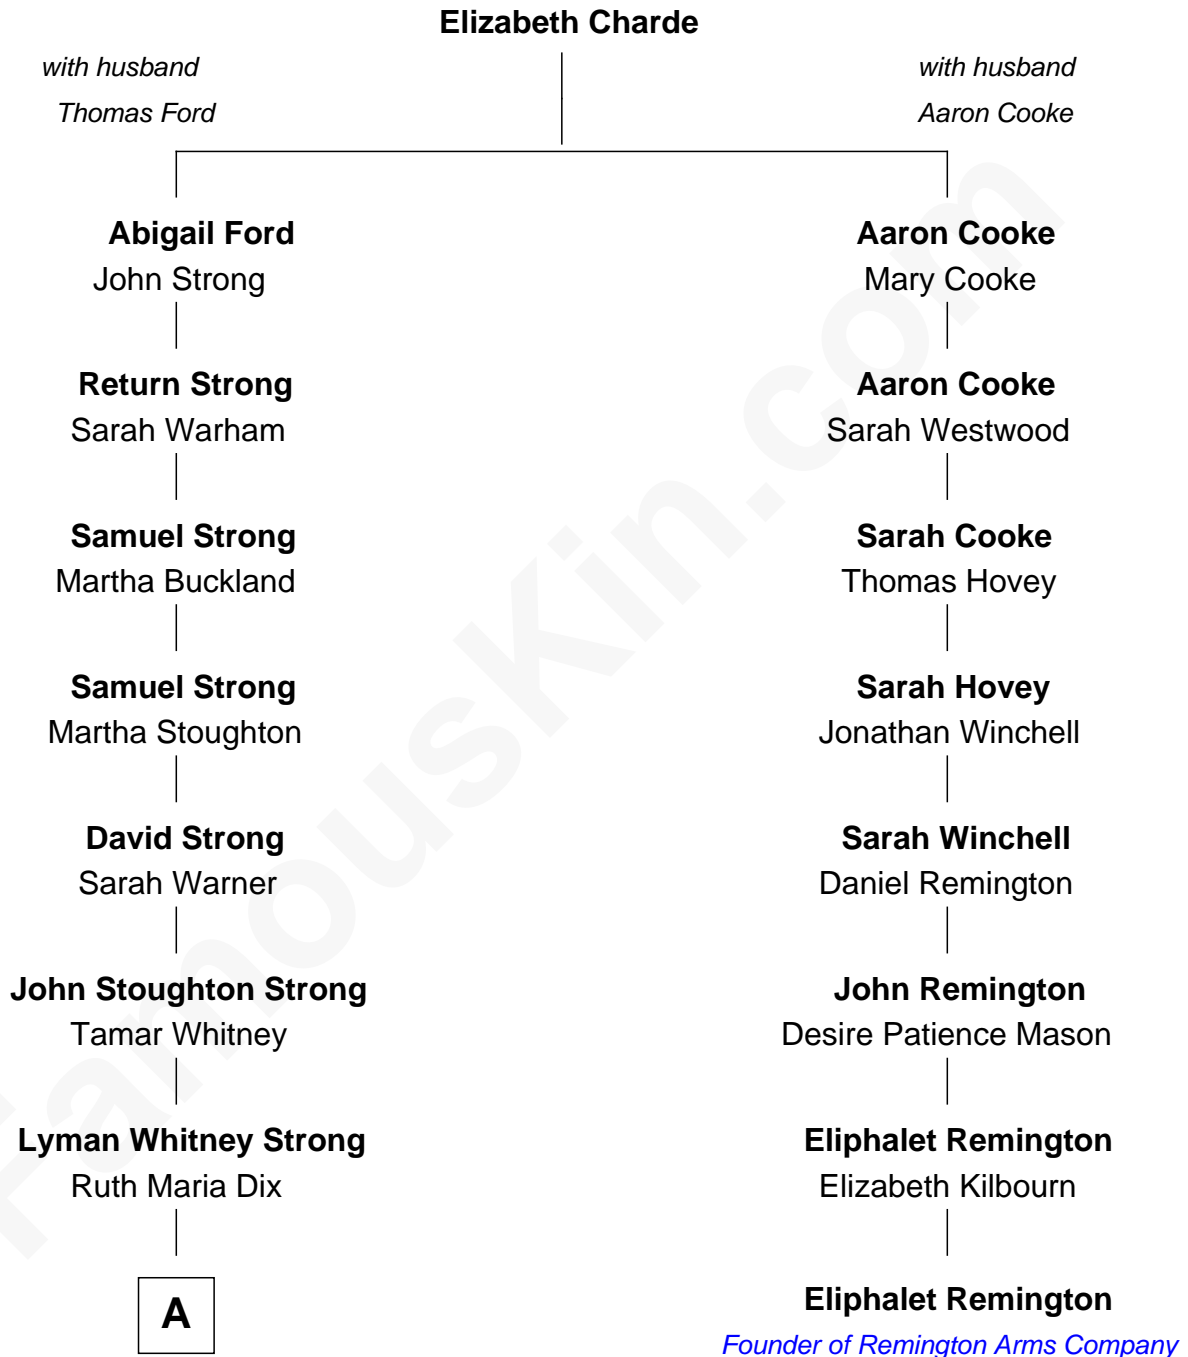 Elizabeth Charde
with husband
Thomas Ford
with husband
Aaron Cooke
Abigail Ford
John Strong
Return Strong
Sarah Warham
Samuel Strong
Martha Buckland
Samuel Strong
Martha Stoughton
David Strong
Sarah Warner
John Stoughton Strong
Tamar Whitney
Lyman Whitney Strong
Ruth Maria Dix
A
Aaron Cooke
Mary Cooke
Aaron Cooke
Sarah Westwood
Sarah Cooke
Thomas Hovey
Sarah Hovey
Jonathan Winchell
Sarah Winchell
Daniel Remington
John Remington
Desire Patience Mason
Eliphalet Remington
Elizabeth Kilbourn
Eliphalet Remington
Founder of Remington Arms Company
FamousKin.com